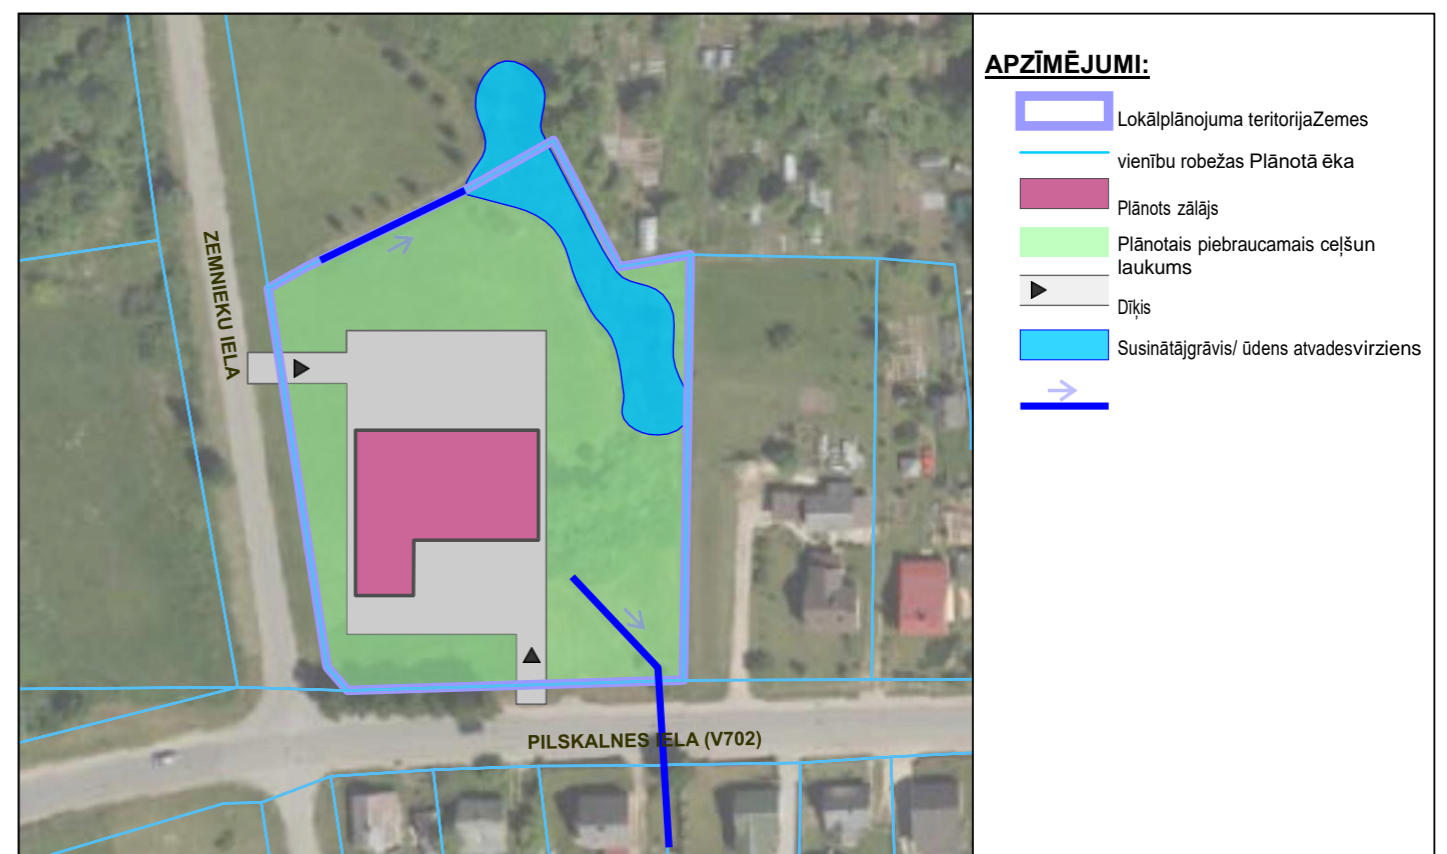 APZĪMĒJUMI:
Lokālplānojuma teritorijaZemes
vienību robežas Plānotā ēka
Plānots zālājs
Plānotais piebraucamais ceļšun
laukums
Dīķis
Susinātājgrāvis/ ūdens atvadesvirziens
ZEMNIEKU IELA
PILSKALNES IELA (V702)